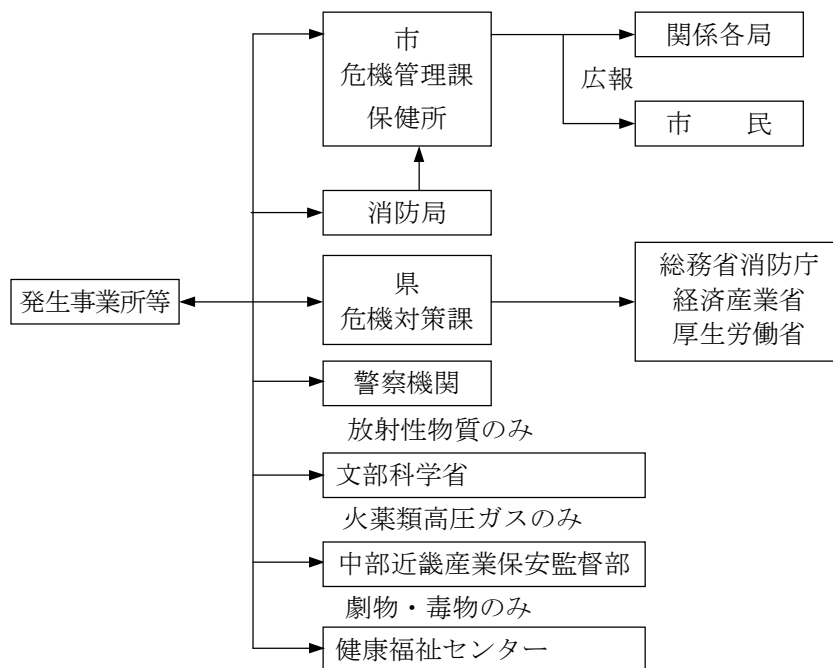 市
危機管理課
保健所
関係各局
広報
市　　民
消防局
発生事業所等
県
危機対策課
総務省消防庁
経済産業省
厚生労働省
警察機関
放射性物質のみ
文部科学省
火薬類高圧ガスのみ
中部近畿産業保安監督部
劇物・毒物のみ
健康福祉センター